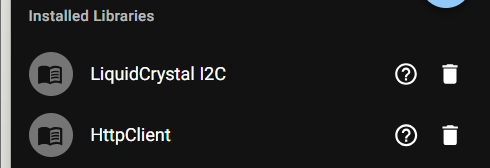 Installed Libraries
LiquidCrystal I2C
HttpClient